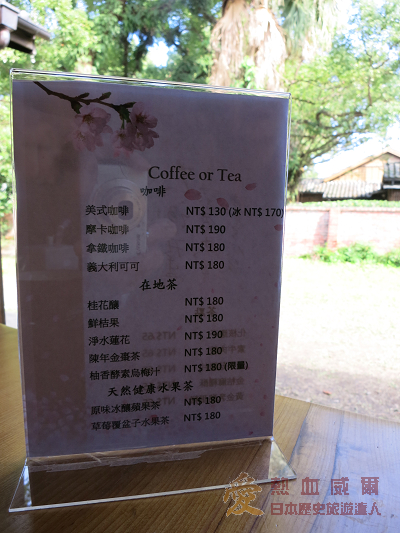 Coffee or Tea
咖啡
美式咖啡 NT$ 130 (冰 NT$ 170)
摩卡咖啡 NT$ 190
拿鐵咖啡 NT$ 180
義大利可可 NT$ 180
在地茶
桂花釀 NT$ 180
鮮桔果 NT$ 180
淨水蓮花 NT$ 190
陳年金棗茶 NT$ 180
柚香酵素烏梅汁 NT$ 180 (限量)
天然健康水果茶
原味冰釀蘋果茶 NT$ 180
草莓覆盆子水果茶 NT$ 180
熱血威爾
日本歷史旅遊達人